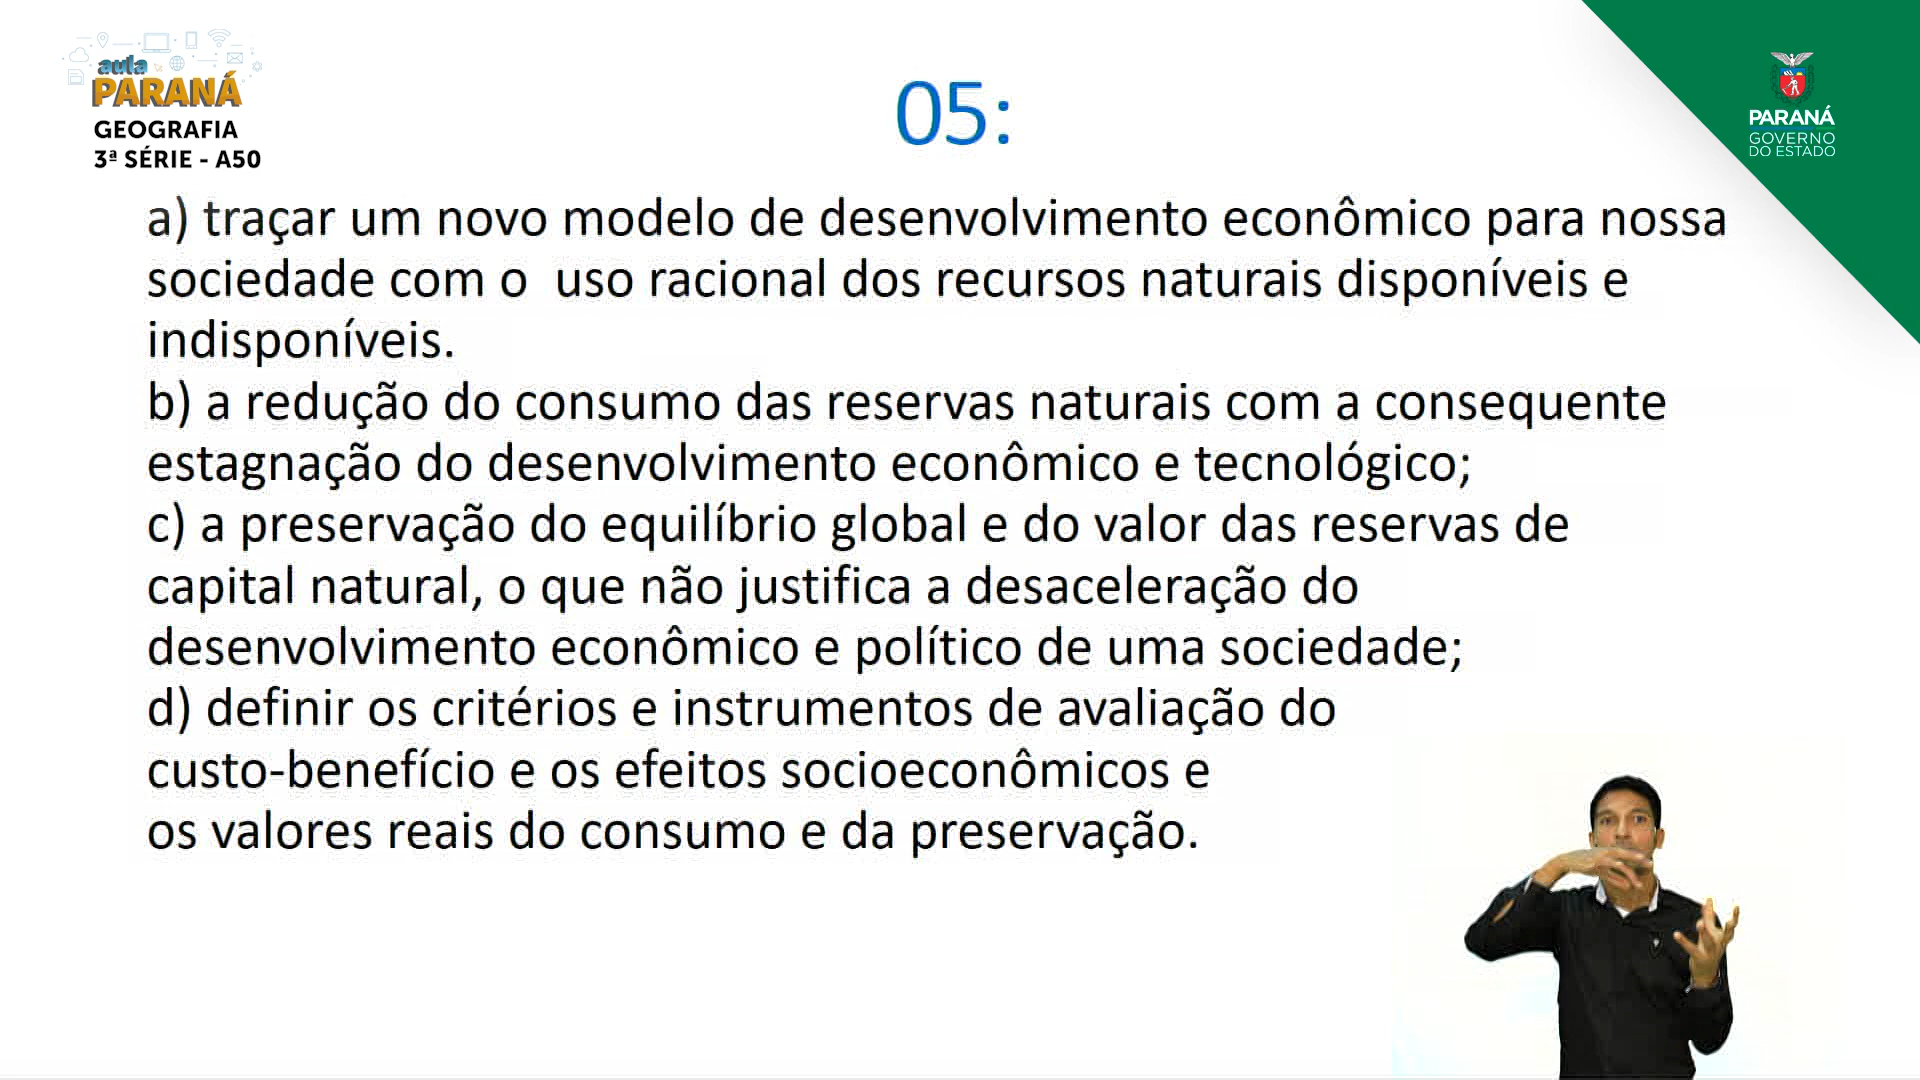 aula
PARANÁ
GEOGRAFIA
3ª SÉRIE - A50
05:
PARANÁ
GOVERNO
DO ESTADO
a) traçar um novo modelo de desenvolvimento econômico para nossa
sociedade com o  uso racional dos recursos naturais disponíveis e
indisponíveis.
b) a redução do consumo das reservas naturais com a consequente
estagnação do desenvolvimento econômico e tecnológico;
c) a preservação do equilíbrio global e do valor das reservas de
capital natural, o que não justifica a desaceleração do
desenvolvimento econômico e político de uma sociedade;
d) definir os critérios e instrumentos de avaliação do
custo-benefício e os efeitos socioeconômicos e
os valores reais do consumo e da preservação.